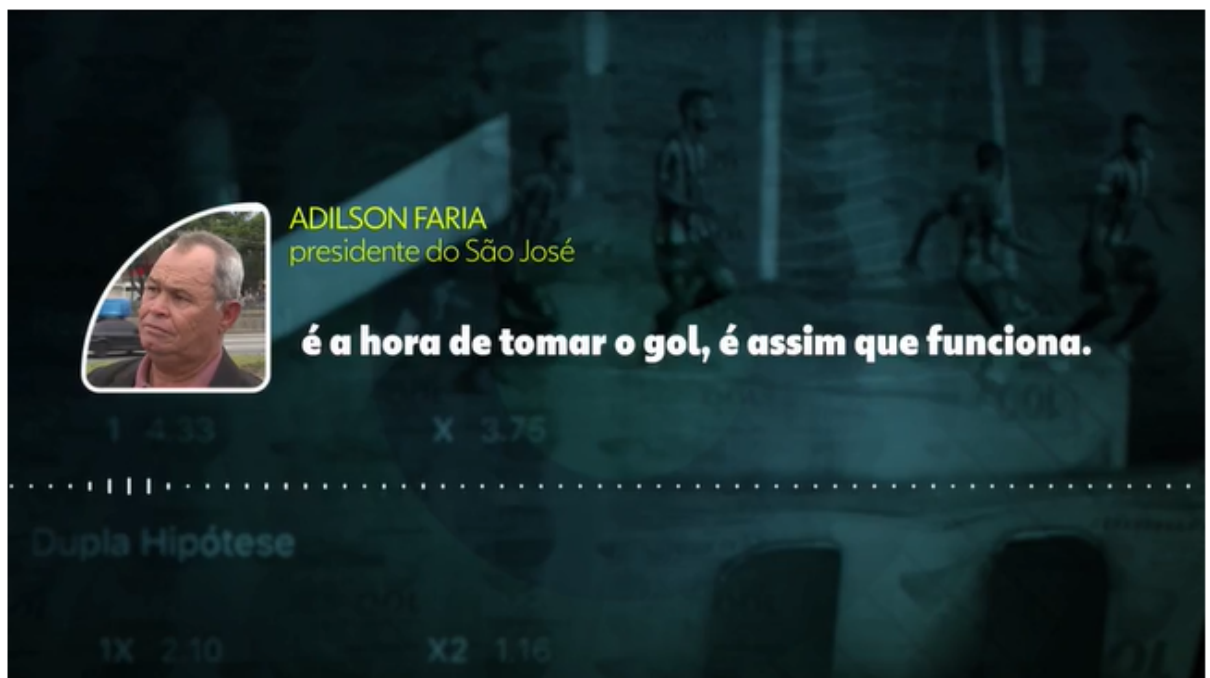 ADILSON FARIA
presidente do São José
é a hora de tomar o gol, é assim que funciona.
1 4.33 X 3.75
Dupla Hipótese
1X 2.10 X2 1.16